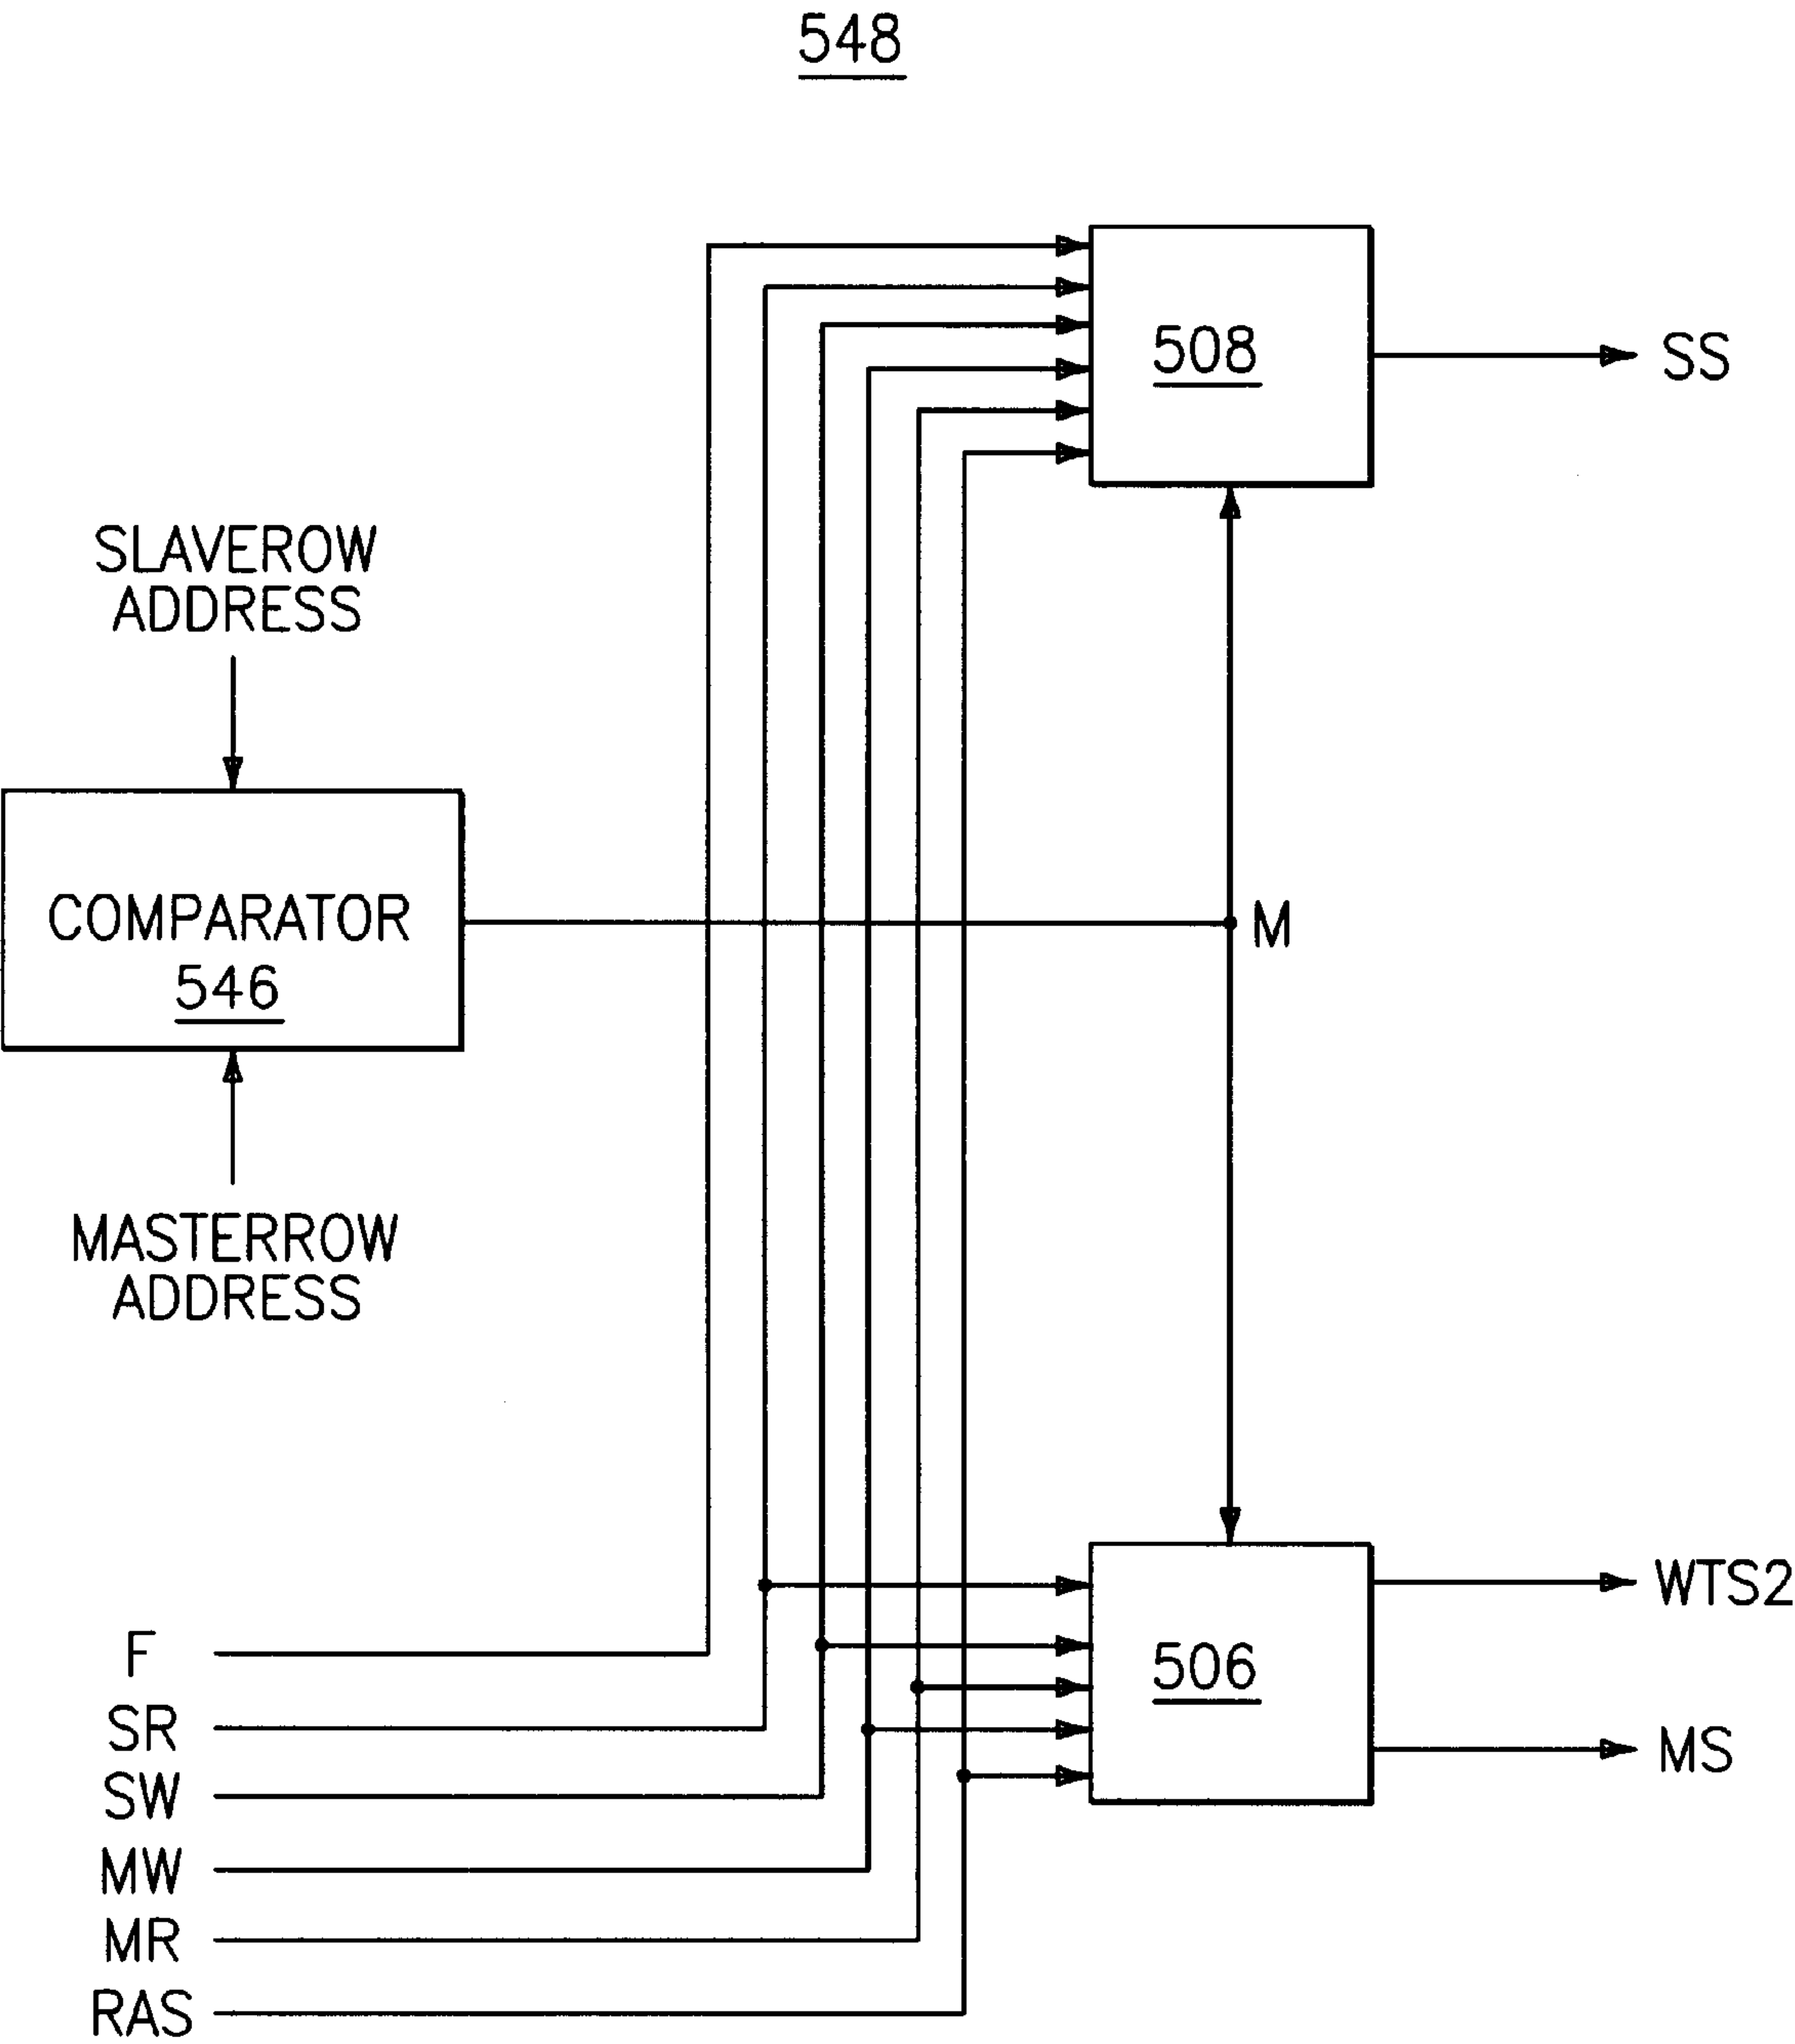 548
508
SS
SLAVEROW
ADDRESS
COMPARATOR
546
M
MASTERROW
ADDRESS
WTS2
506
MS
F
SR
SW
MW
MR
RAS